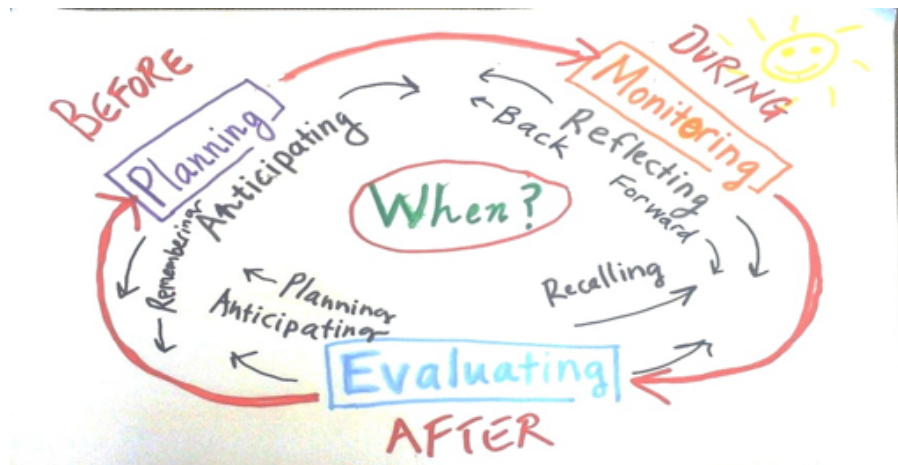 BEFORE
Planning
Anticipating
Remembering
DURING
Monitoring
Reflecting
Back
Forward
When?
Recalling
Planning
Anticipating
Evaluating
AFTER